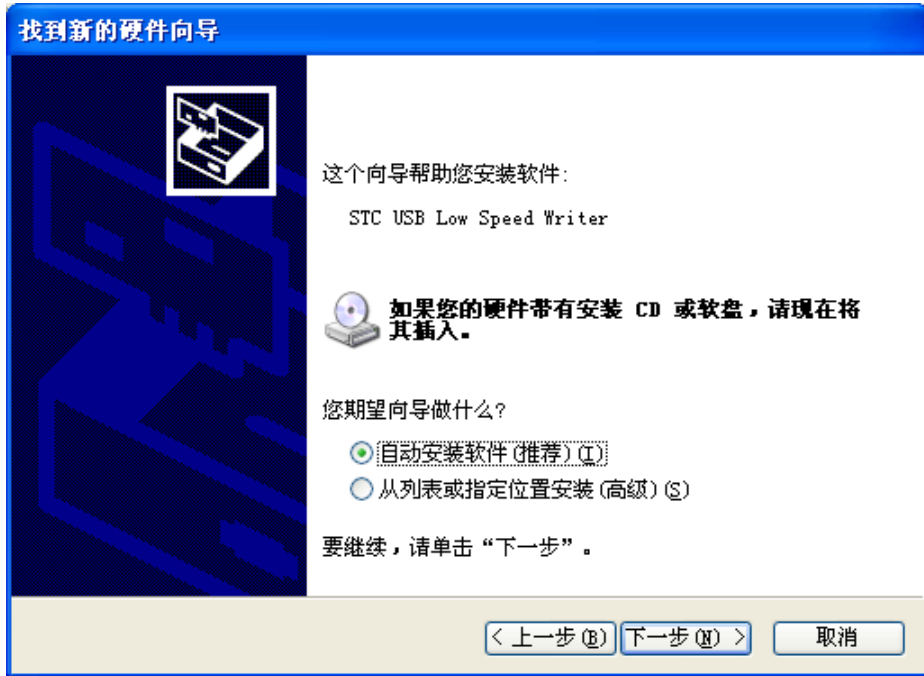 找到新的硬件向导
这个向导帮助您安装软件:
STC USB Low Speed Writer
如果您的硬件带有安装 CD 或软盘，请现在将
其插入。
您期望向导做什么?
自动安装软件(推荐)(I)
从列表或指定位置安装(高级)(S)
要继续，请单击“下一步”。
< 上一步(B) 下一步(N) > 取消